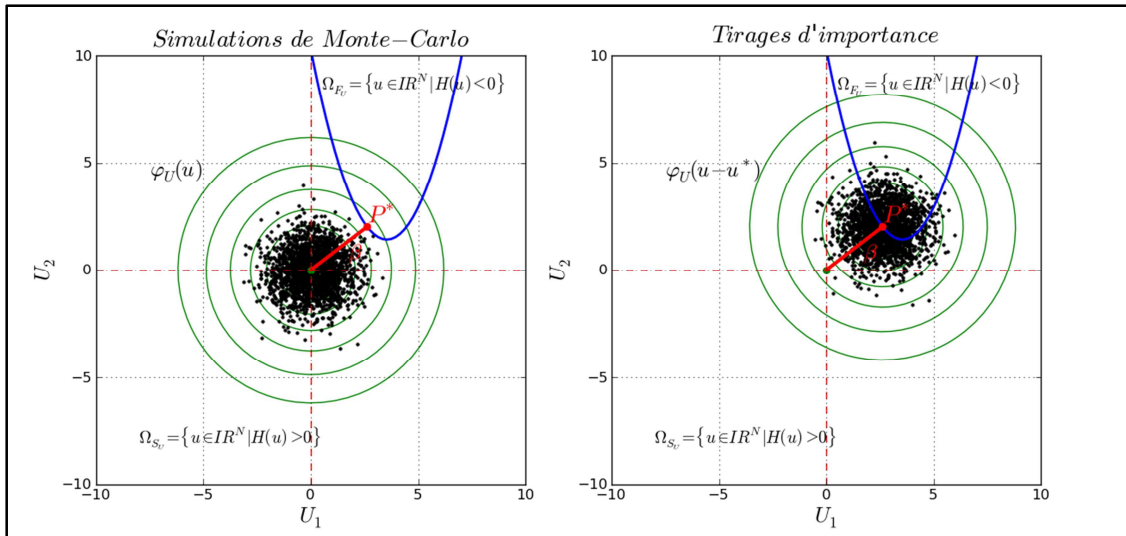 Simulations de Monte−Carlo
10
5
0
−5
−10
−10
−5
0
5
10
U_2
U_1
Ω_{F_U}={u∈IR^N|H(u)<0}
φ_U(u)
P^*
β
Ω_{S_U}={u∈IR^N|H(u)>0}
Tirages d'importance
10
5
0
−5
−10
−10
−5
0
5
10
U_2
U_1
Ω_{F_U}={u∈IR^N|H(u)<0}
φ_U(u−u^*)
P^*
β
Ω_{S_U}={u∈IR^N|H(u)>0}